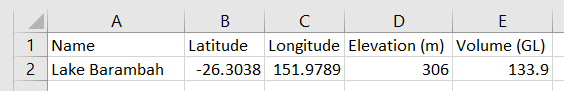 A B C D E
1 Name Latitude Longitude Elevation (m) Volume (GL)
2 Lake Barambah -26.3038 151.9789 306 133.9